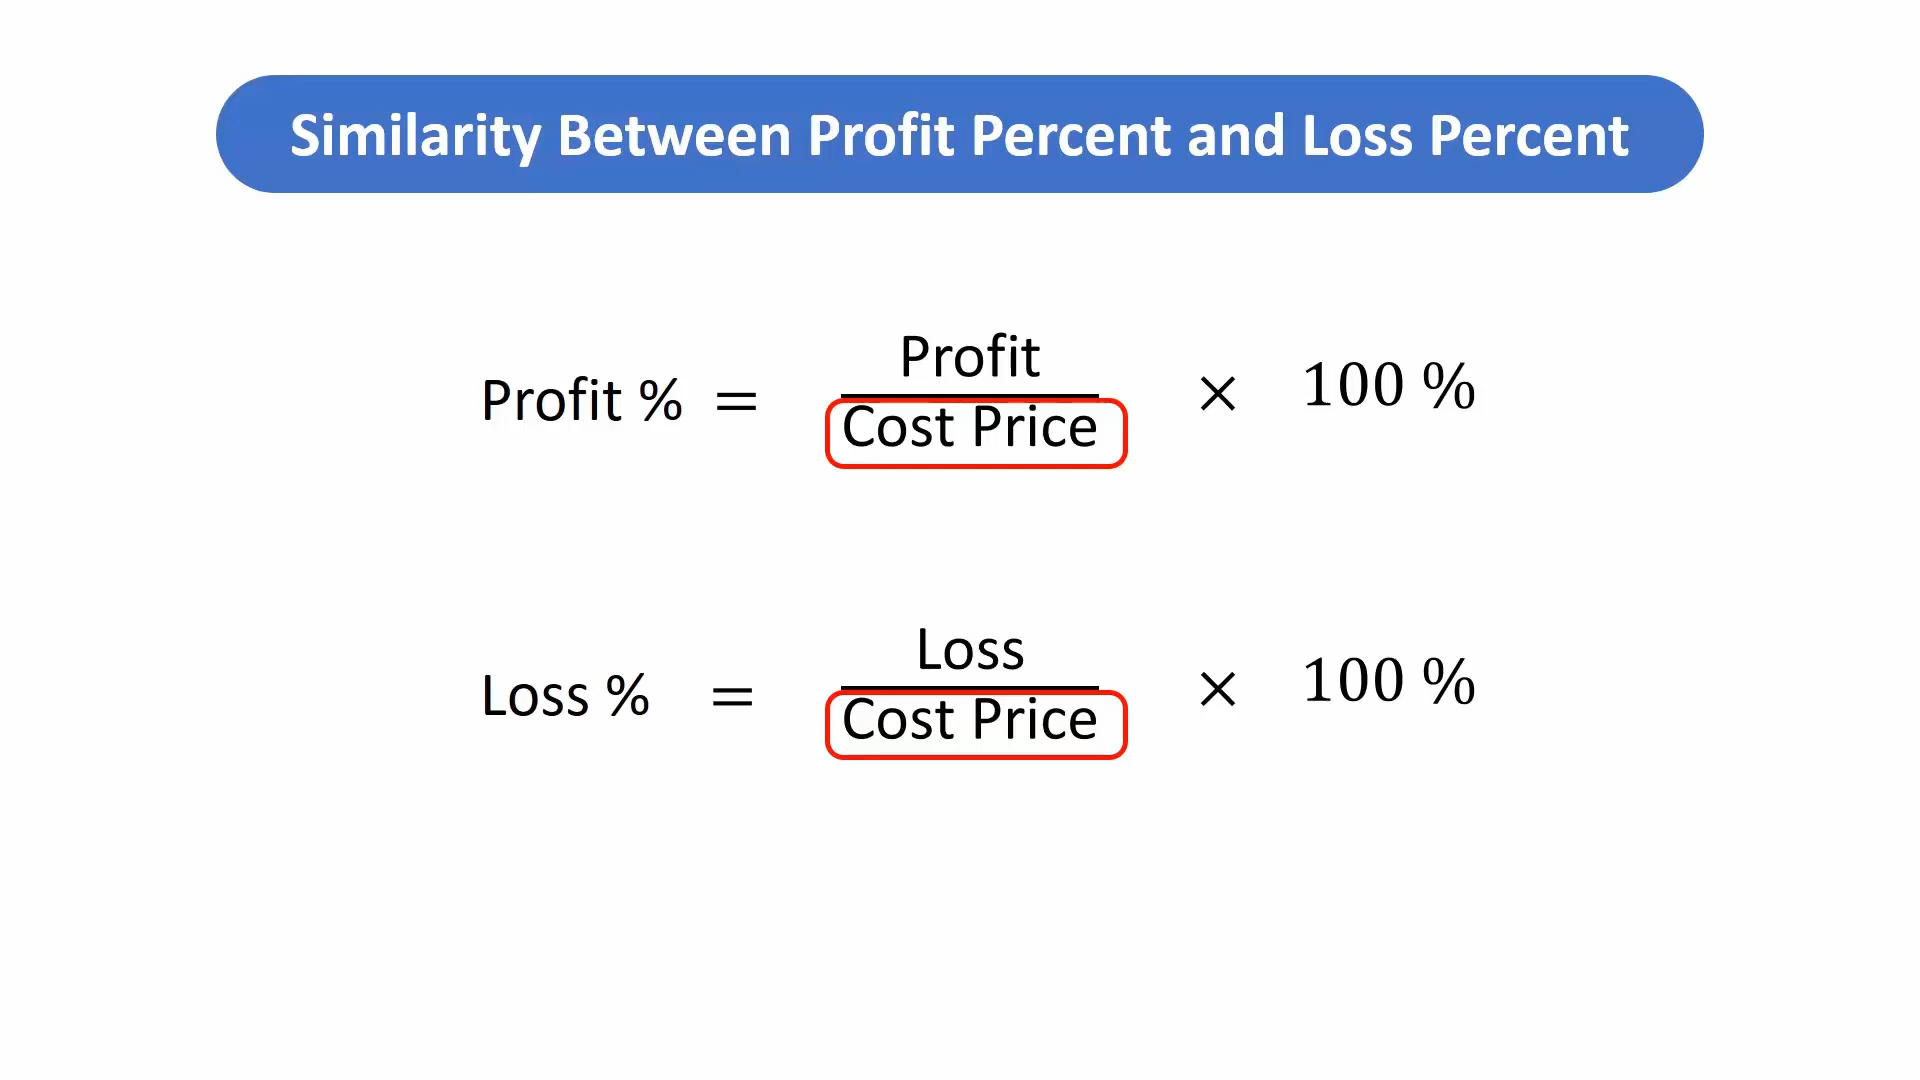 Similarity Between Profit Percent and Loss Percent
Profit % = Profit / Cost Price × 100 %
Loss % = Loss / Cost Price × 100 %